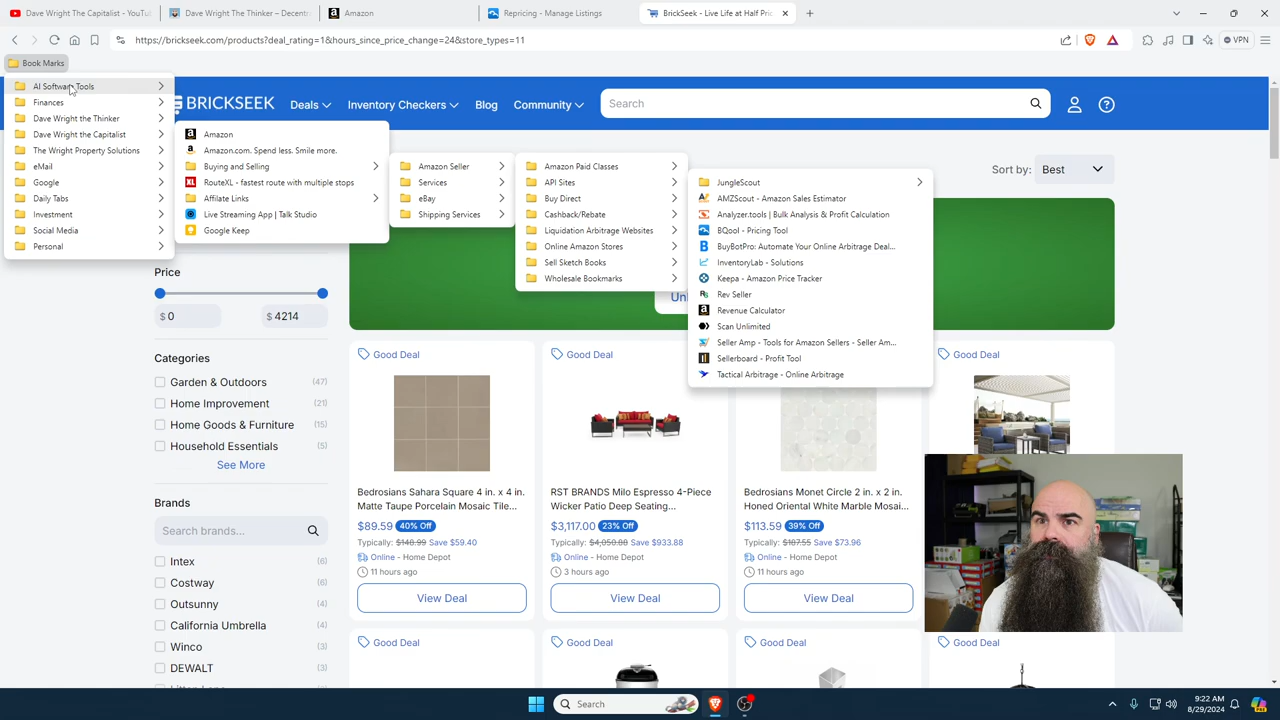 Dave Wright The Capitalist - YouTu
Dave Wright The Thinker – Decentr
Amazon
Repricing - Manage Listings
BrickSeek - Live Life at Half Pric
https://brickseek.com/products?deal_rating=1&hours_since_price_change=24&store_types=11
VPN
Book Marks
AI Software Tools
Finances
Dave Wright the Thinker
Dave Wright the Capitalist
The Wright Property Solutions
eMail
Google
Daily Tabs
Investment
Social Media
Personal
Amazon
Amazon.com. Spend less. Smile more.
Buying and Selling
RouteXL - fastest route with multiple stops
Affilate Links
Live Streaming App | Talk Studio
Google Keep
Amazon Seller
Services
eBay
Shipping Services
Amazon Paid Classes
API Sites
Buy Direct
Cashback/Rebate
Liquidation Arbitrage Websites
Online Amazon Stores
Sell Sketch Books
Wholesale Bookmarks
JungleScout
AMZScout - Amazon Sales Estimator
Analyzer.tools | Bulk Analysis & Profit Calculation
BQool - Pricing Tool
BuyBotPro: Automate Your Online Arbitrage Deal...
InventoryLab - Solutions
Keepa - Amazon Price Tracker
Rev Seller
Revenue Calculator
Scan Unlimited
Seller Amp - Tools for Amazon Sellers - Seller Am...
Sellerboard - Profit Tool
Tactical Arbitrage - Online Arbitrage
BRICKSEEK
Deals
Inventory Checkers
Blog
Community
Search
Sort by:
Best
Unl
Price
$ 0
$ 4214
Categories
Garden & Outdoors (47)
Home Improvement (21)
Home Goods & Furniture (15)
Household Essentials (5)
See More
Brands
Search brands...
Intex (6)
Costway (6)
Outsunny (4)
California Umbrella (4)
Winco (3)
DEWALT (3)
Good Deal
Bedrosians Sahara Square 4 in. x 4 in.
Matte Taupe Porcelain Mosaic Tile...
$89.59 40% Off
Typically: $148.99 Save $59.40
Online - Home Depot
11 hours ago
View Deal
Good Deal
RST BRANDS Milo Espresso 4-Piece
Wicker Patio Deep Seating...
$3,117.00 23% Off
Typically: $4,050.88 Save $933.88
Online - Home Depot
3 hours ago
View Deal
Bedrosians Monet Circle 2 in. x 2 in.
Honed Oriental White Marble Mosai...
$113.59 39% Off
Typically: $187.55 Save $73.96
Online - Home Depot
11 hours ago
View Deal
Good Deal
Good Deal
Good Deal
Good Deal
Good Deal
Search
9:22 AM
8/29/2024